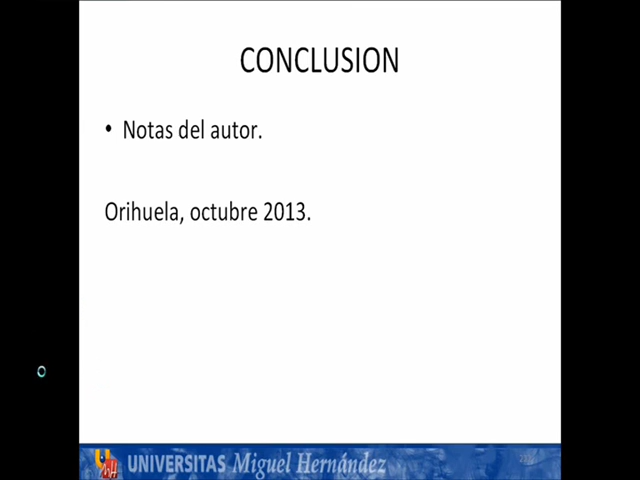 CONCLUSION
• Notas del autor.
Orihuela, octubre 2013.
UNIVERSITAS Miguel Hernández